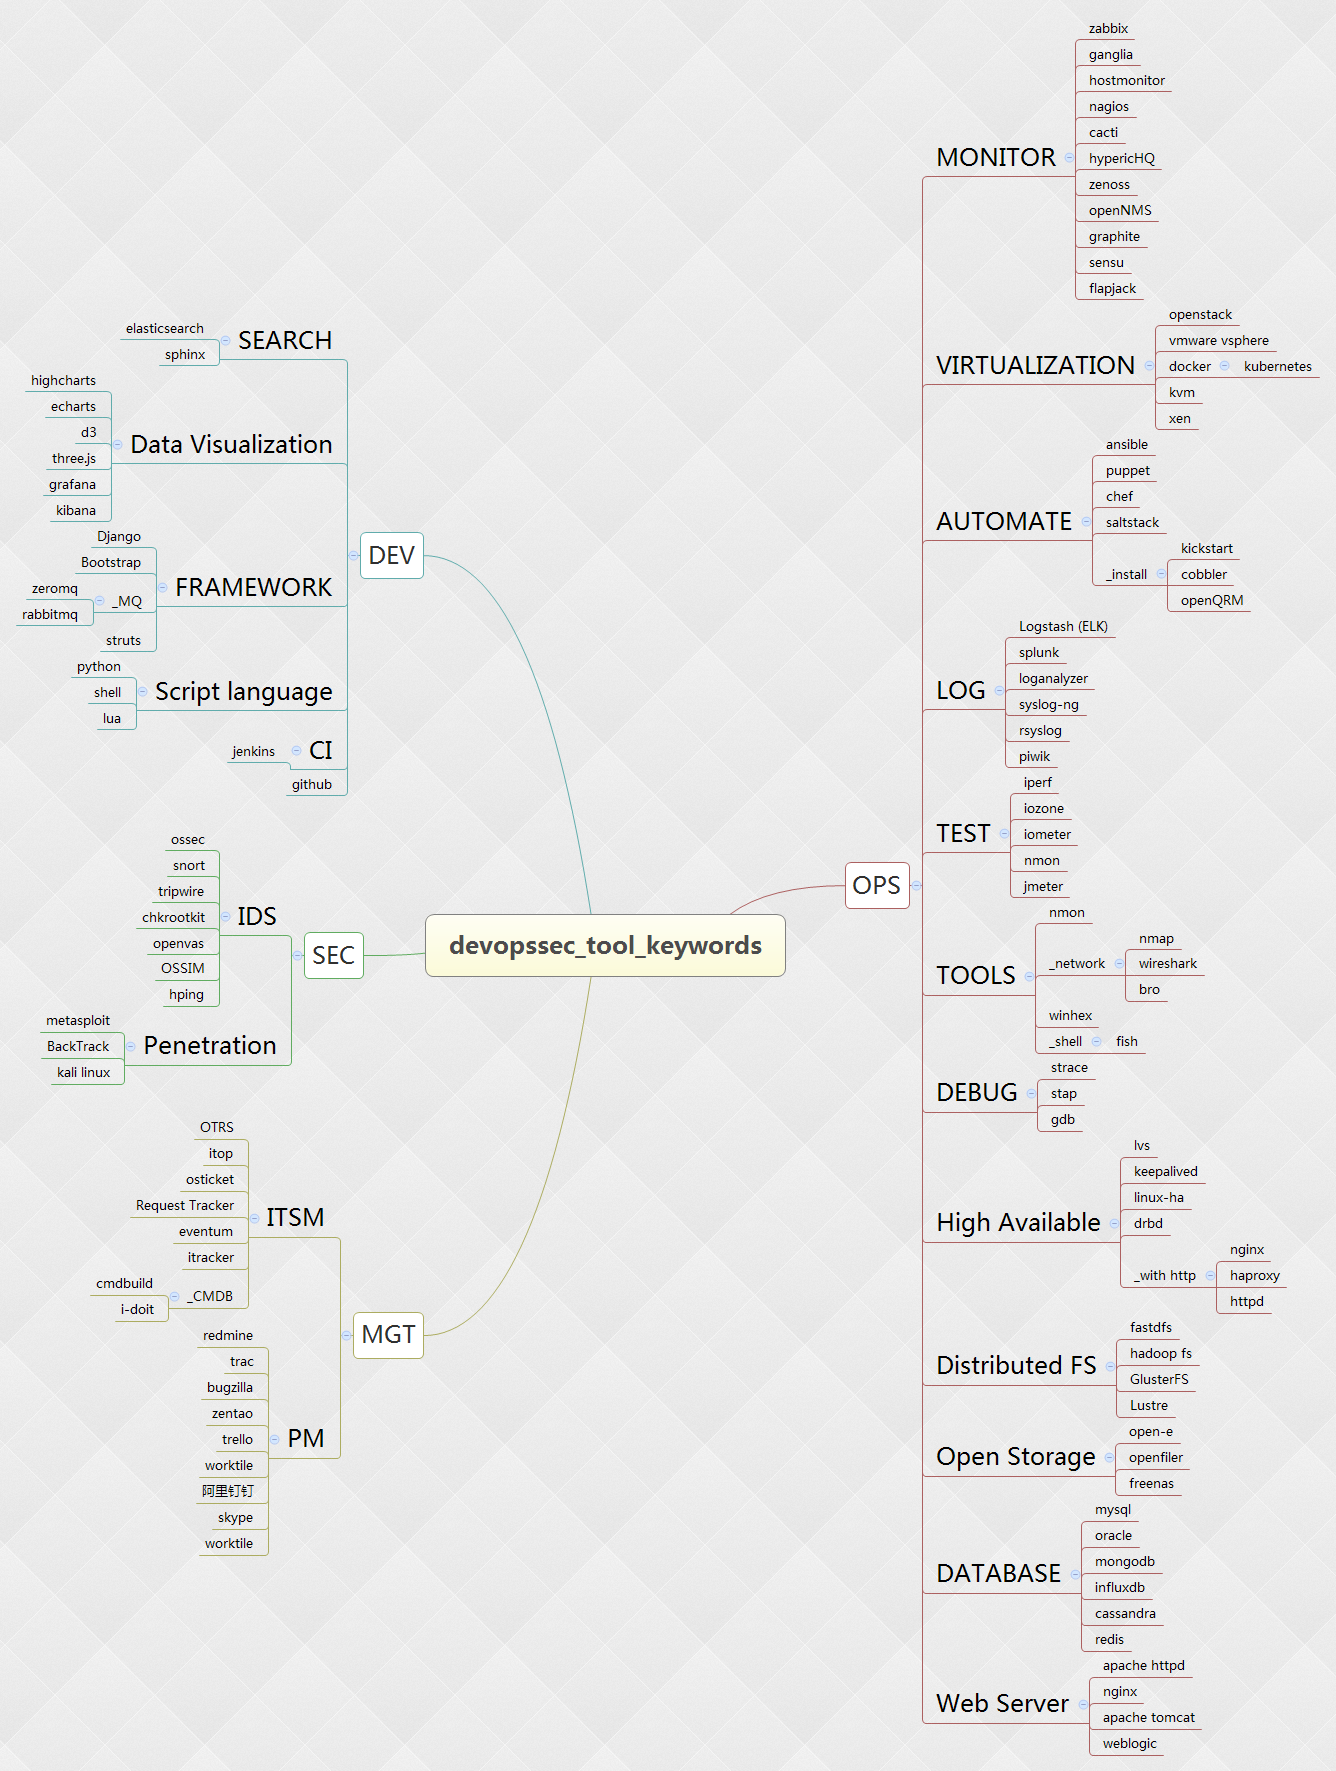 devopssec_tool_keywords
DEV
SEARCH
elasticsearch
sphinx
Data Visualization
highcharts
echarts
d3
three.js
grafana
kibana
FRAMEWORK
Django
Bootstrap
_MQ
zeromq
rabbitmq
struts
Script language
python
shell
lua
CI
jenkins
github
SEC
IDS
ossec
snort
tripwire
chkrootkit
openvas
OSSIM
hping
Penetration
metasploit
BackTrack
kali linux
MGT
ITSM
OTRS
itop
osticket
Request Tracker
eventum
itracker
_CMDB
cmdbuild
i-doit
PM
redmine
trac
bugzilla
zentao
trello
worktile
阿里钉钉
skype
worktile
OPS
MONITOR
zabbix
ganglia
hostmonitor
nagios
cacti
hypericHQ
zenoss
openNMS
graphite
sensu
flapjack
VIRTUALIZATION
openstack
vmware vsphere
docker
kubernetes
kvm
xen
AUTOMATE
ansible
puppet
chef
saltstack
_install
kickstart
cobbler
openQRM
LOG
Logstash (ELK)
splunk
loganalyzer
syslog-ng
rsyslog
piwik
TEST
iperf
iozone
iometer
nmon
jmeter
TOOLS
nmon
_network
nmap
wireshark
bro
winhex
_shell
fish
DEBUG
strace
stap
gdb
High Available
lvs
keepalived
linux-ha
drbd
_with http
nginx
haproxy
httpd
Distributed FS
fastdfs
hadoop fs
GlusterFS
Lustre
Open Storage
open-e
openfiler
freenas
DATABASE
mysql
oracle
mongodb
influxdb
cassandra
redis
Web Server
apache httpd
nginx
apache tomcat
weblogic